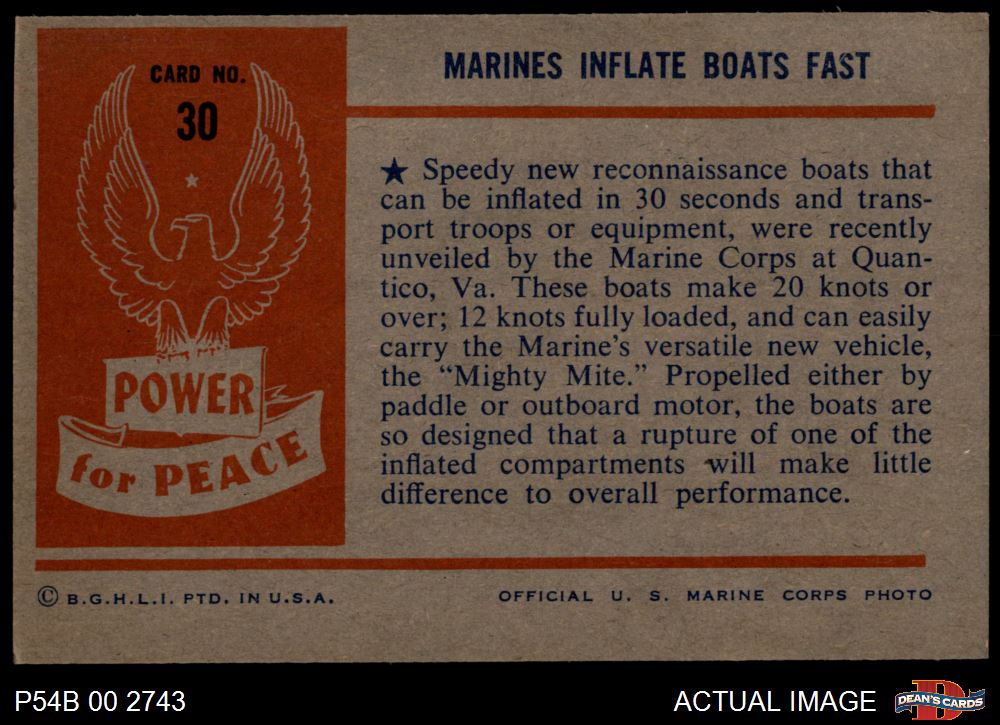 CARD NO.
30
POWER
for PEACE
MARINES INFLATE BOATS FAST
★ Speedy new reconnaissance boats that
can be inflated in 30 seconds and trans-
port troops or equipment, were recently
unveiled by the Marine Corps at Quan-
tico, Va. These boats make 20 knots or
over; 12 knots fully loaded, and can easily
carry the Marine's versatile new vehicle,
the “Mighty Mite.” Propelled either by
paddle or outboard motor, the boats are
so designed that a rupture of one of the
inflated compartments will make little
difference to overall performance.
© B.G.H.L.I. PTD. IN U.S.A.
OFFICIAL U. S. MARINE CORPS PHOTO
P54B 00 2743
ACTUAL IMAGE
D
DEAN'S CARDS